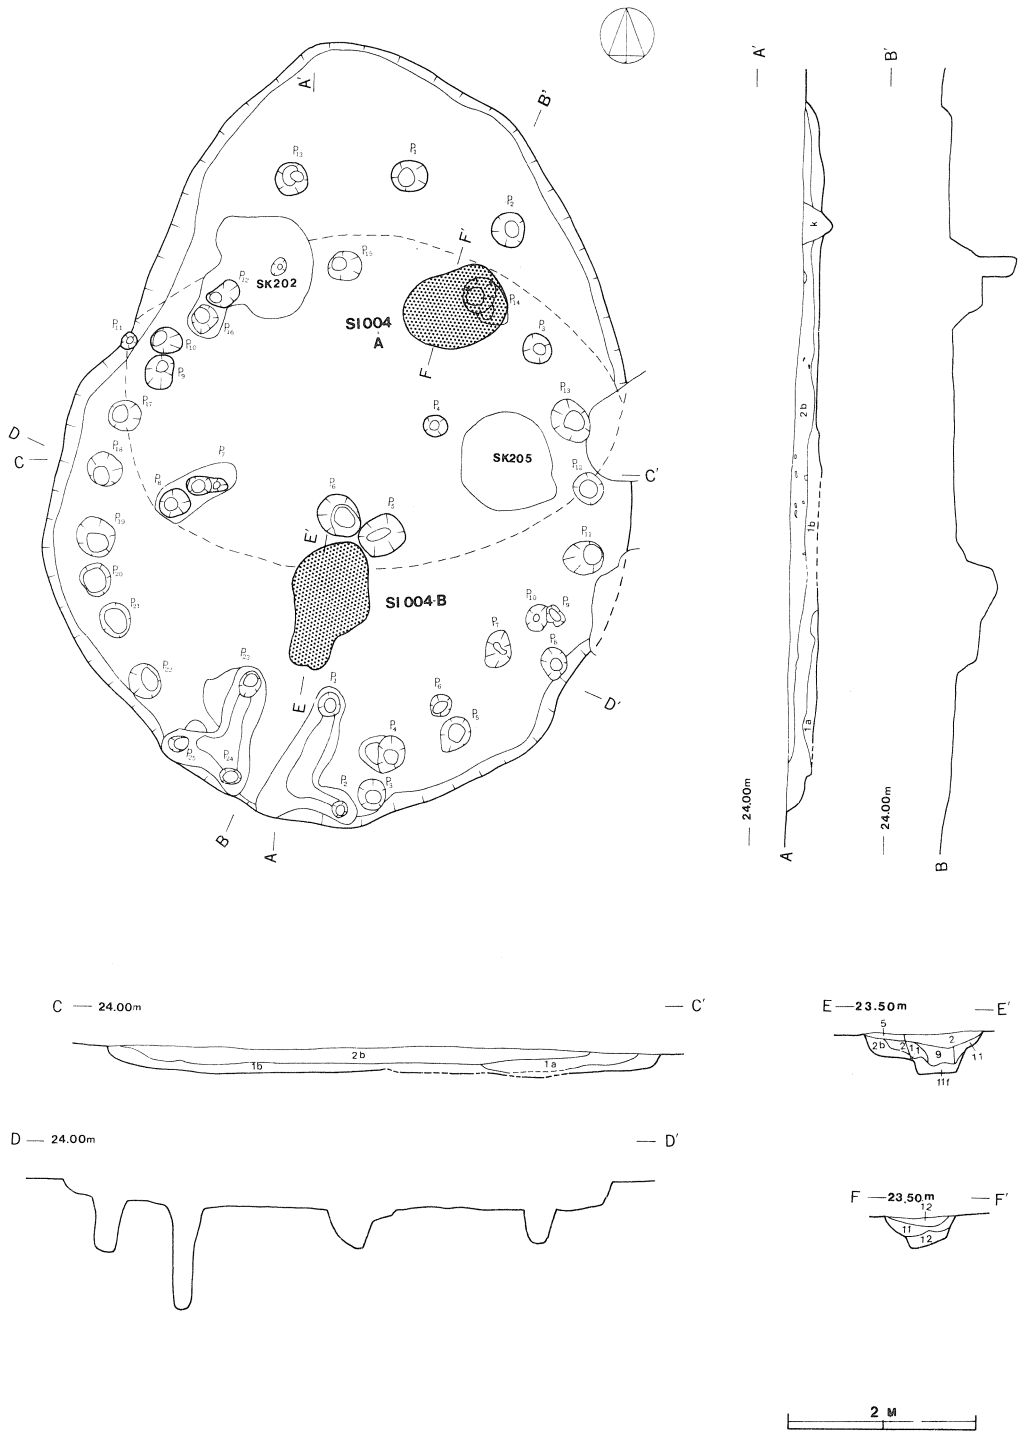 A'
B'
P13
P1
P2
F'
P15
SK202
P12
P14
P16
SI004
A
P11
P10
P3
F
P9
P13
P17
P4
D
C
SK205
C'
P18
P7
P12
P8
P6
P5
P19
E'
P11
P20
SI004-B
P21
P10
P9
P7
P8
P22
P23
P1
P6
D'
E
P5
P4
P25
P24
P2
P3
B
A
A'
B'
k
2b
1b
1a
24.00m
24.00m
A
B
C 24.00m C'
2b
1b
1a
E 23.50m E'
5
2b
2
11
9
2
11
11f
D 24.00m D'
F 23.50m F'
12
11
12
2 M